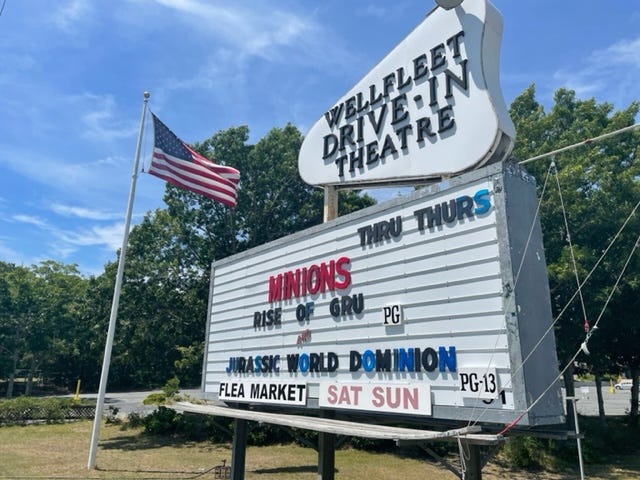 WELLFLEET
DRIVE-IN
THEATRE
THRU THURS
MINIONS
RISE OF GRU PG
AND
JURASSIC WORLD DOMINION
PG-13
FLEA MARKET SAT SUN